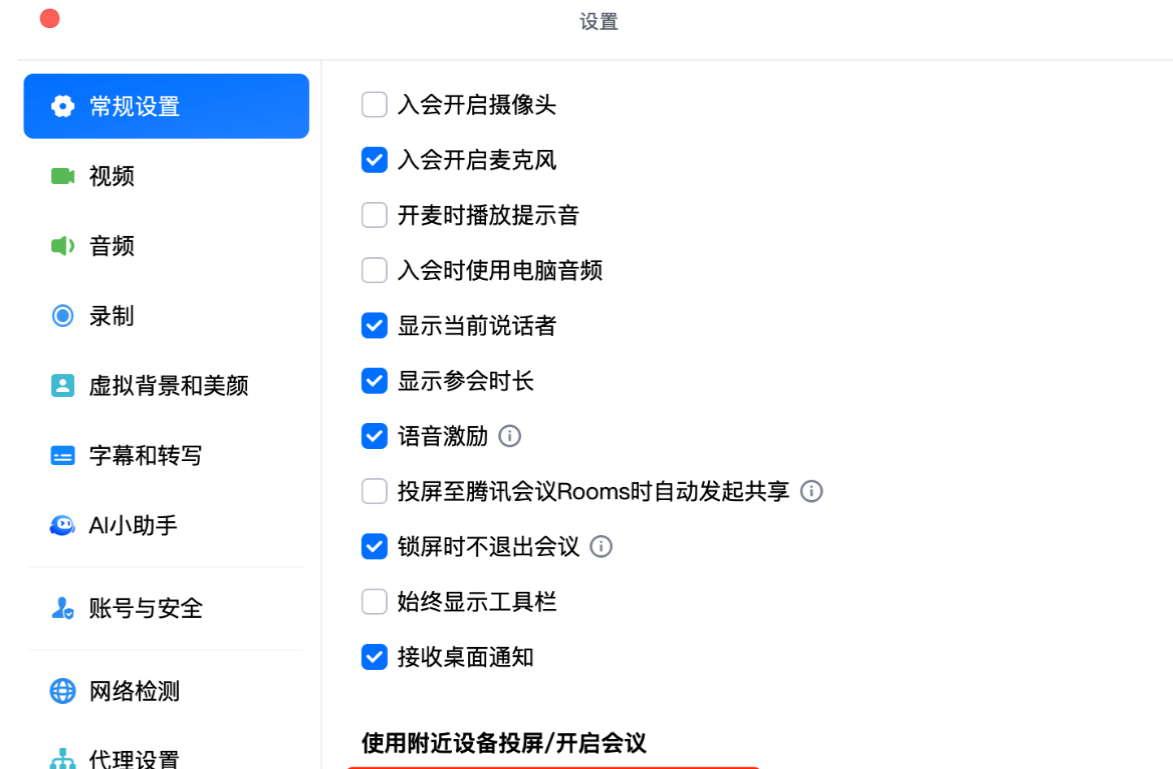 设置
常规设置
视频
音频
录制
虚拟背景和美颜
字幕和转写
AI小助手
账号与安全
网络检测
代理设置
入会开启摄像头
入会开启麦克风
开麦时播放提示音
入会时使用电脑音频
显示当前说话者
显示参会时长
语音激励
投屏至腾讯会议Rooms时自动发起共享
锁屏时不退出会议
始终显示工具栏
接收桌面通知
使用附近设备投屏/开启会议